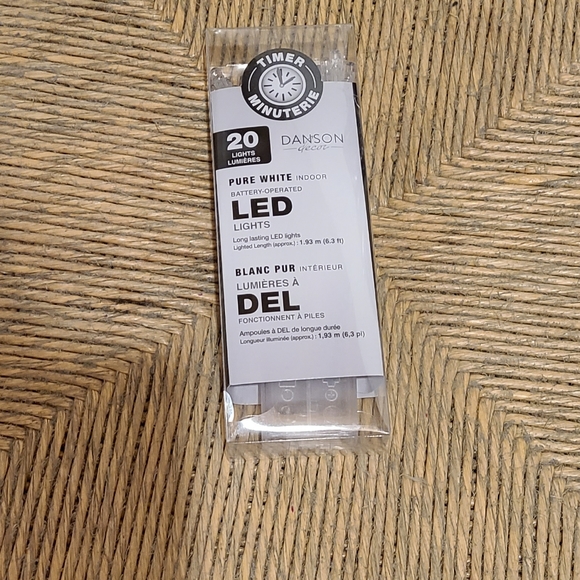 TIMER
MINUTERIE
20
LIGHTS
LUMIÈRES
DANSON
decor
PURE WHITE INDOOR
BATTERY-OPERATED
LED
LIGHTS
Long lasting LED lights
Lighted Length (approx.) : 1.93 m (6.3 ft)
BLANC PUR INTÉRIEUR
LUMIÈRES À
DEL
FONCTIONNENT À PILES
Ampoules à DEL de longue durée
Longueur illuminée (approx.) : 1,93 m (6,3 pi)